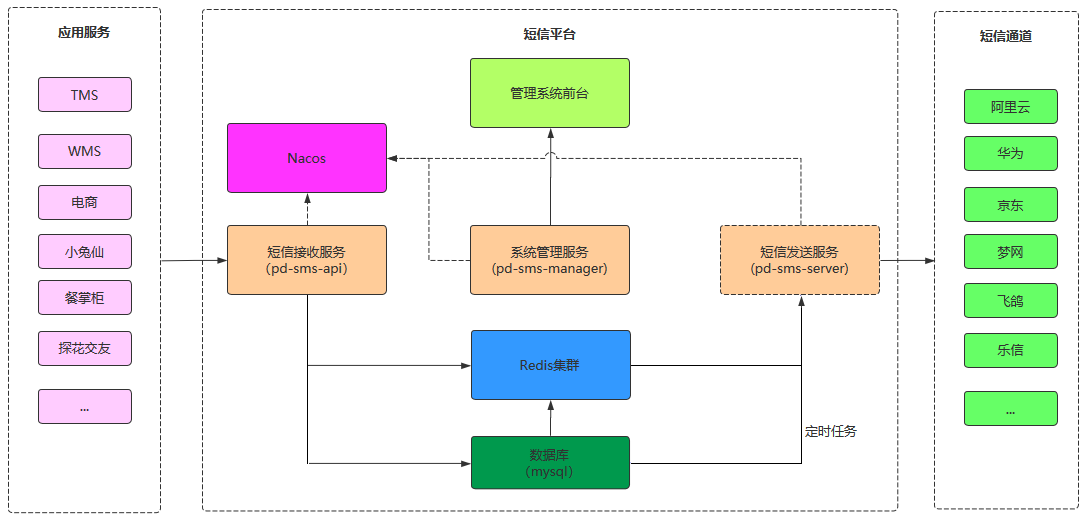 应用服务
TMS
WMS
电商
小兔仙
餐掌柜
探花交友
...
短信平台
管理系统前台
Nacos
短信接收服务
（pd-sms-api）
系统管理服务
(pd-sms-manager)
短信发送服务
(pd-sms-server)
Redis集群
数据库
（mysql）
定时任务
短信通道
阿里云
华为
京东
梦网
飞鸽
乐信
...